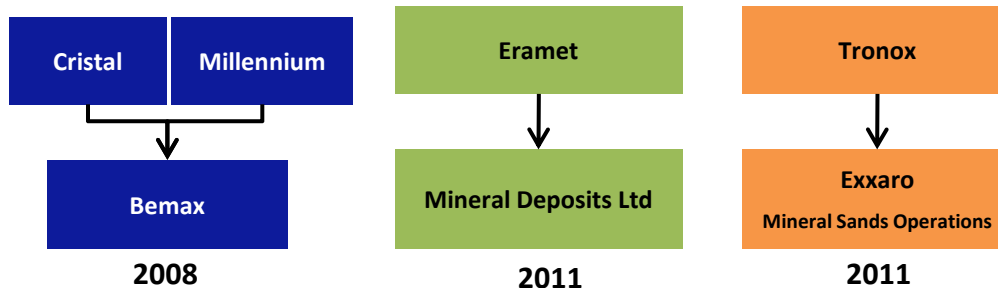 Cristal
Millennium
Bemax
2008
Eramet
Mineral Deposits Ltd
2011
Tronox
Exxaro
Mineral Sands Operations
2011